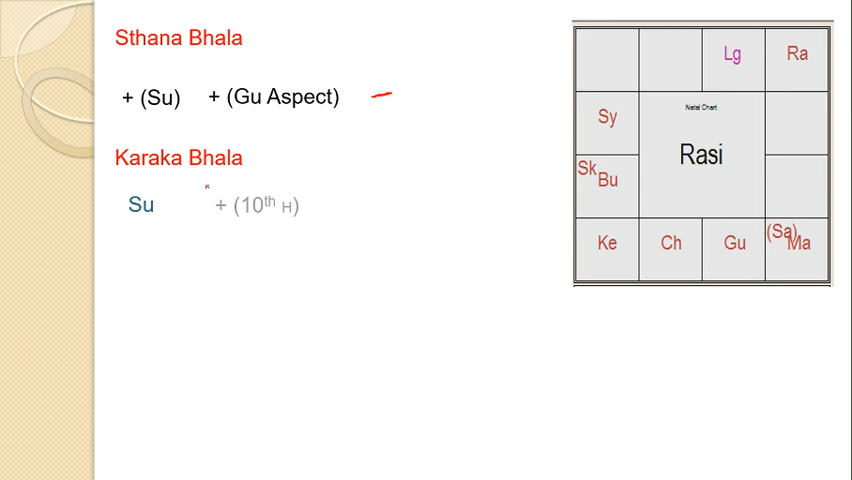 Sthana Bhala
+ (Su) + (Gu Aspect)
Karaka Bhala
Su + (10th H)
Lg Ra
Sy
Natal Chart
Rasi
Sk Bu
Ke Ch Gu (Sa) Ma